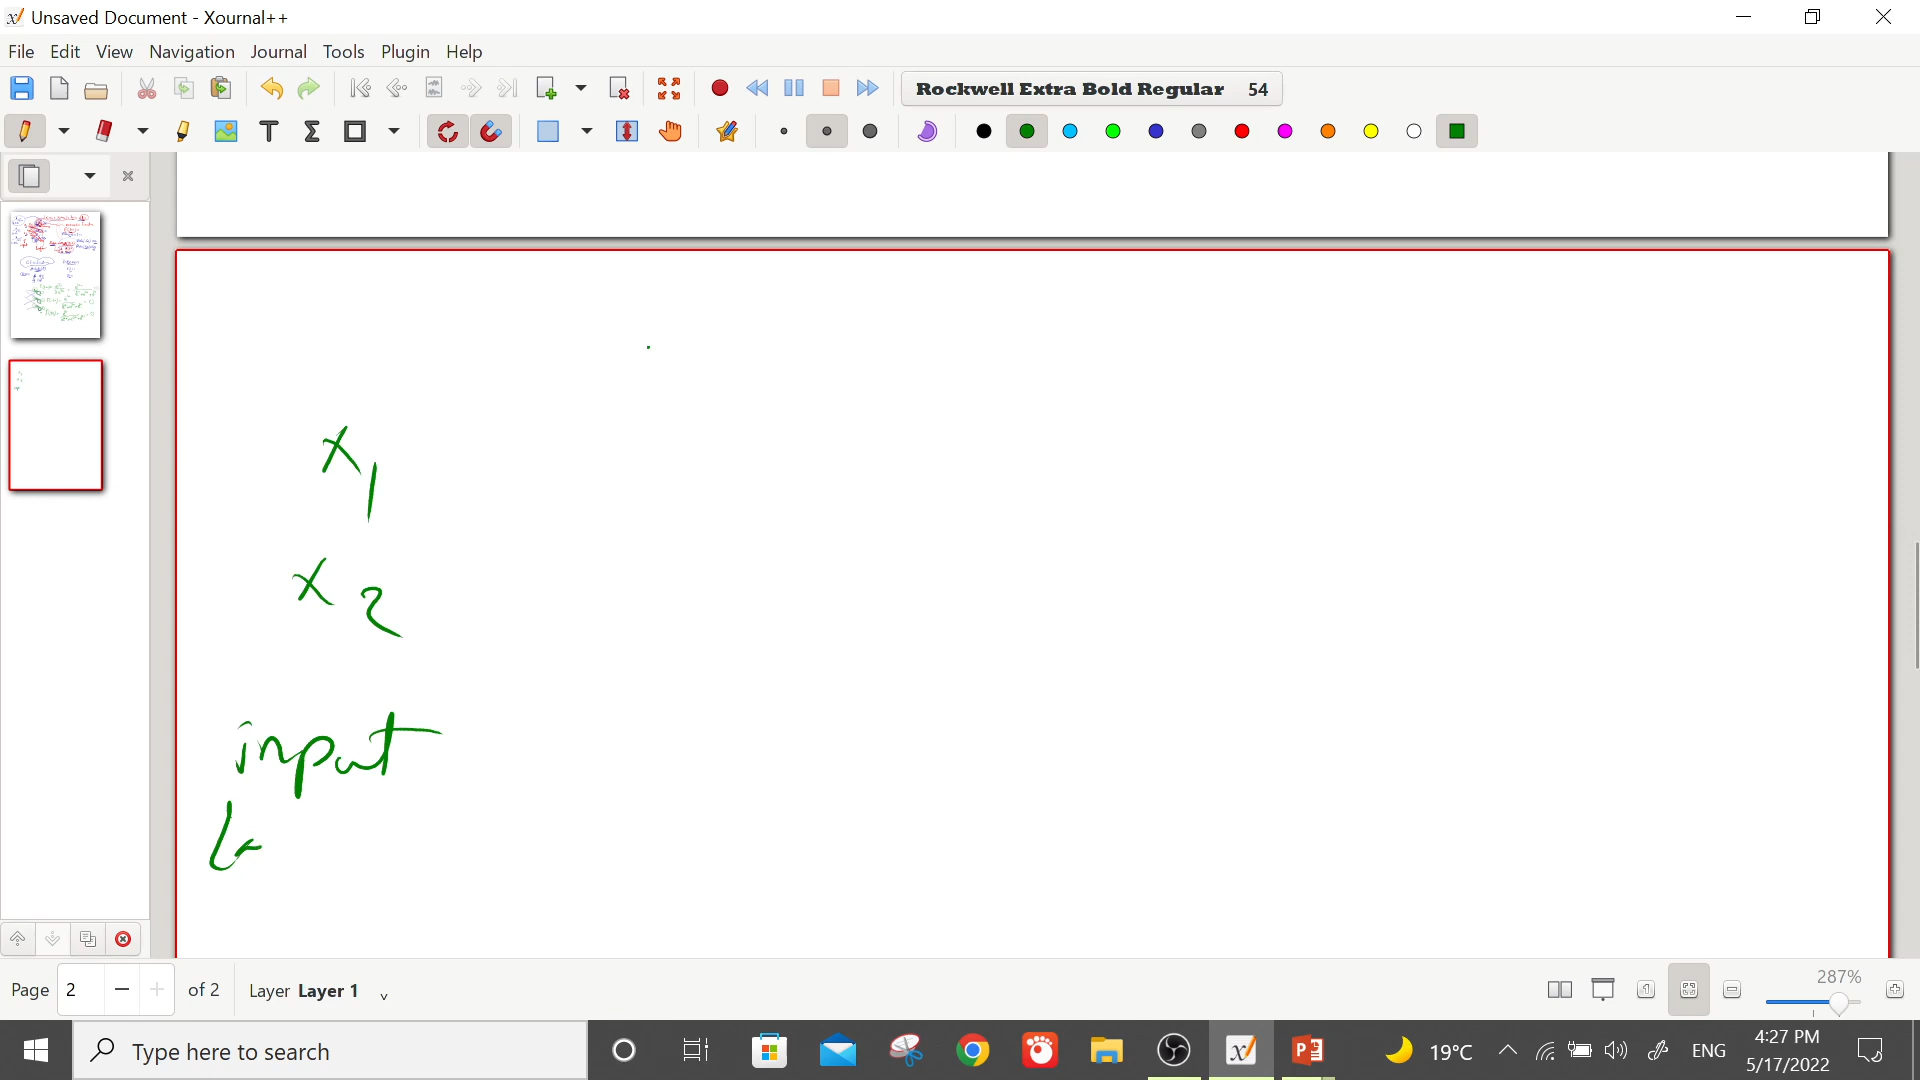 Unsaved Document - Xournal++
File Edit View Navigation Journal Tools Plugin Help
Rockwell Extra Bold Regular 54
x1
x2
input
Page 2 of 2 Layer Layer 1
287%
Type here to search
19°C ENG
4:27 PM
5/17/2022